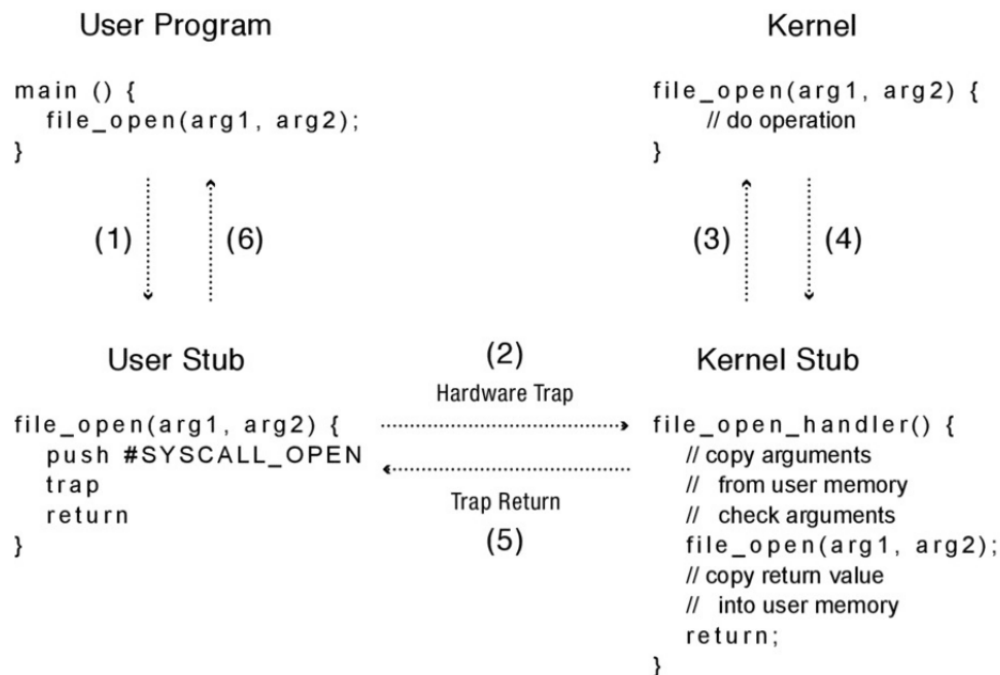 User Program
main () {
file_open(arg1, arg2);
}
(1)
(6)
Kernel
file_open(arg1, arg2) {
// do operation
}
(3)
(4)
User Stub
file_open(arg1, arg2) {
push #SYSCALL_OPEN
trap
return
}
(2)
Hardware Trap
Trap Return
(5)
Kernel Stub
file_open_handler() {
// copy arguments
// from user memory
// check arguments
file_open(arg1, arg2);
// copy return value
// into user memory
return;
}